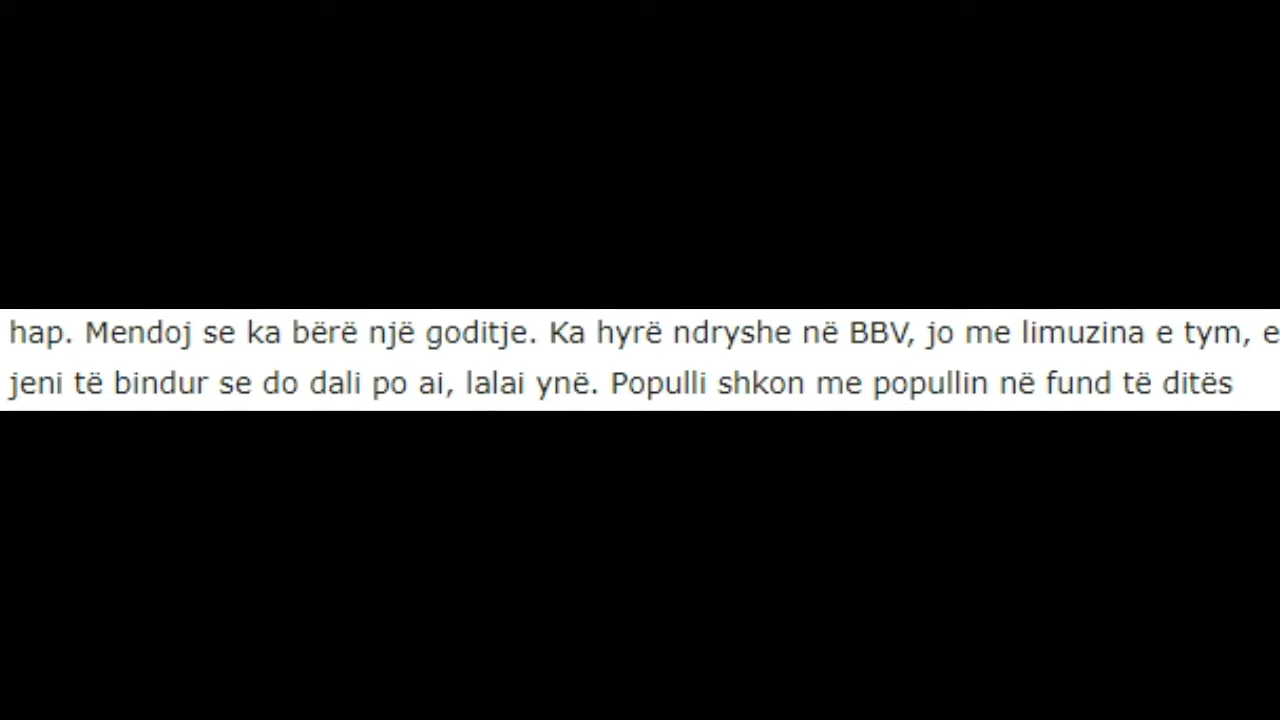 hap. Mendoj se ka bërë një goditje. Ka hyrë ndryshe në BBV, jo me limuzina e tym, e
jeni të bindur se do dali po ai, lalai ynë. Populli shkon me popullin në fund të ditës